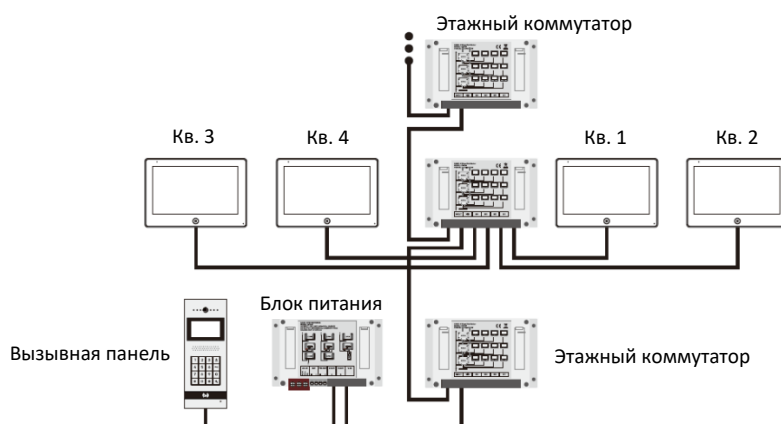 Этажный коммутатор
Кв. 3
Кв. 4
Кв. 1
Кв. 2
Блок питания
Вызывная панель
Этажный коммутатор